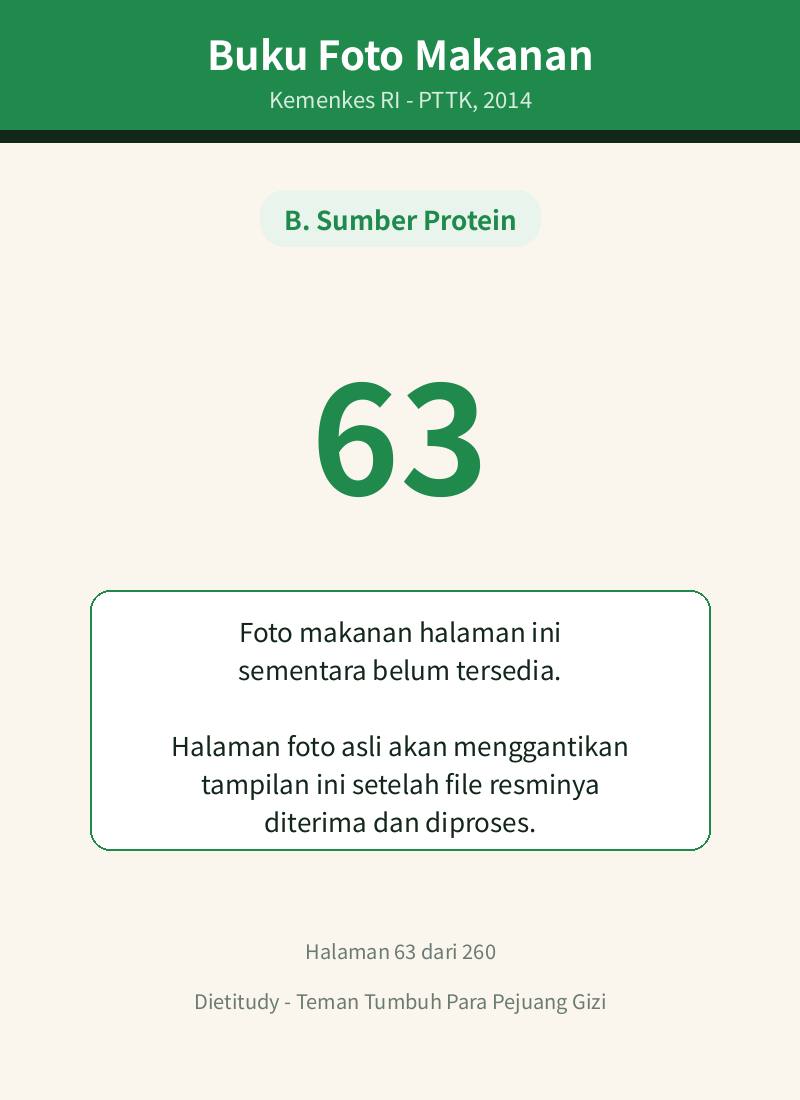 Buku Foto Makanan
Kemenkes RI - PTTK, 2014
B. Sumber Protein
63
Foto makanan halaman ini
sementara belum tersedia.
Halaman foto asli akan menggantikan
tampilan ini setelah file resminya
diterima dan diproses.
Halaman 63 dari 260
Dietitudy - Teman Tumbuh Para Pejuang Gizi